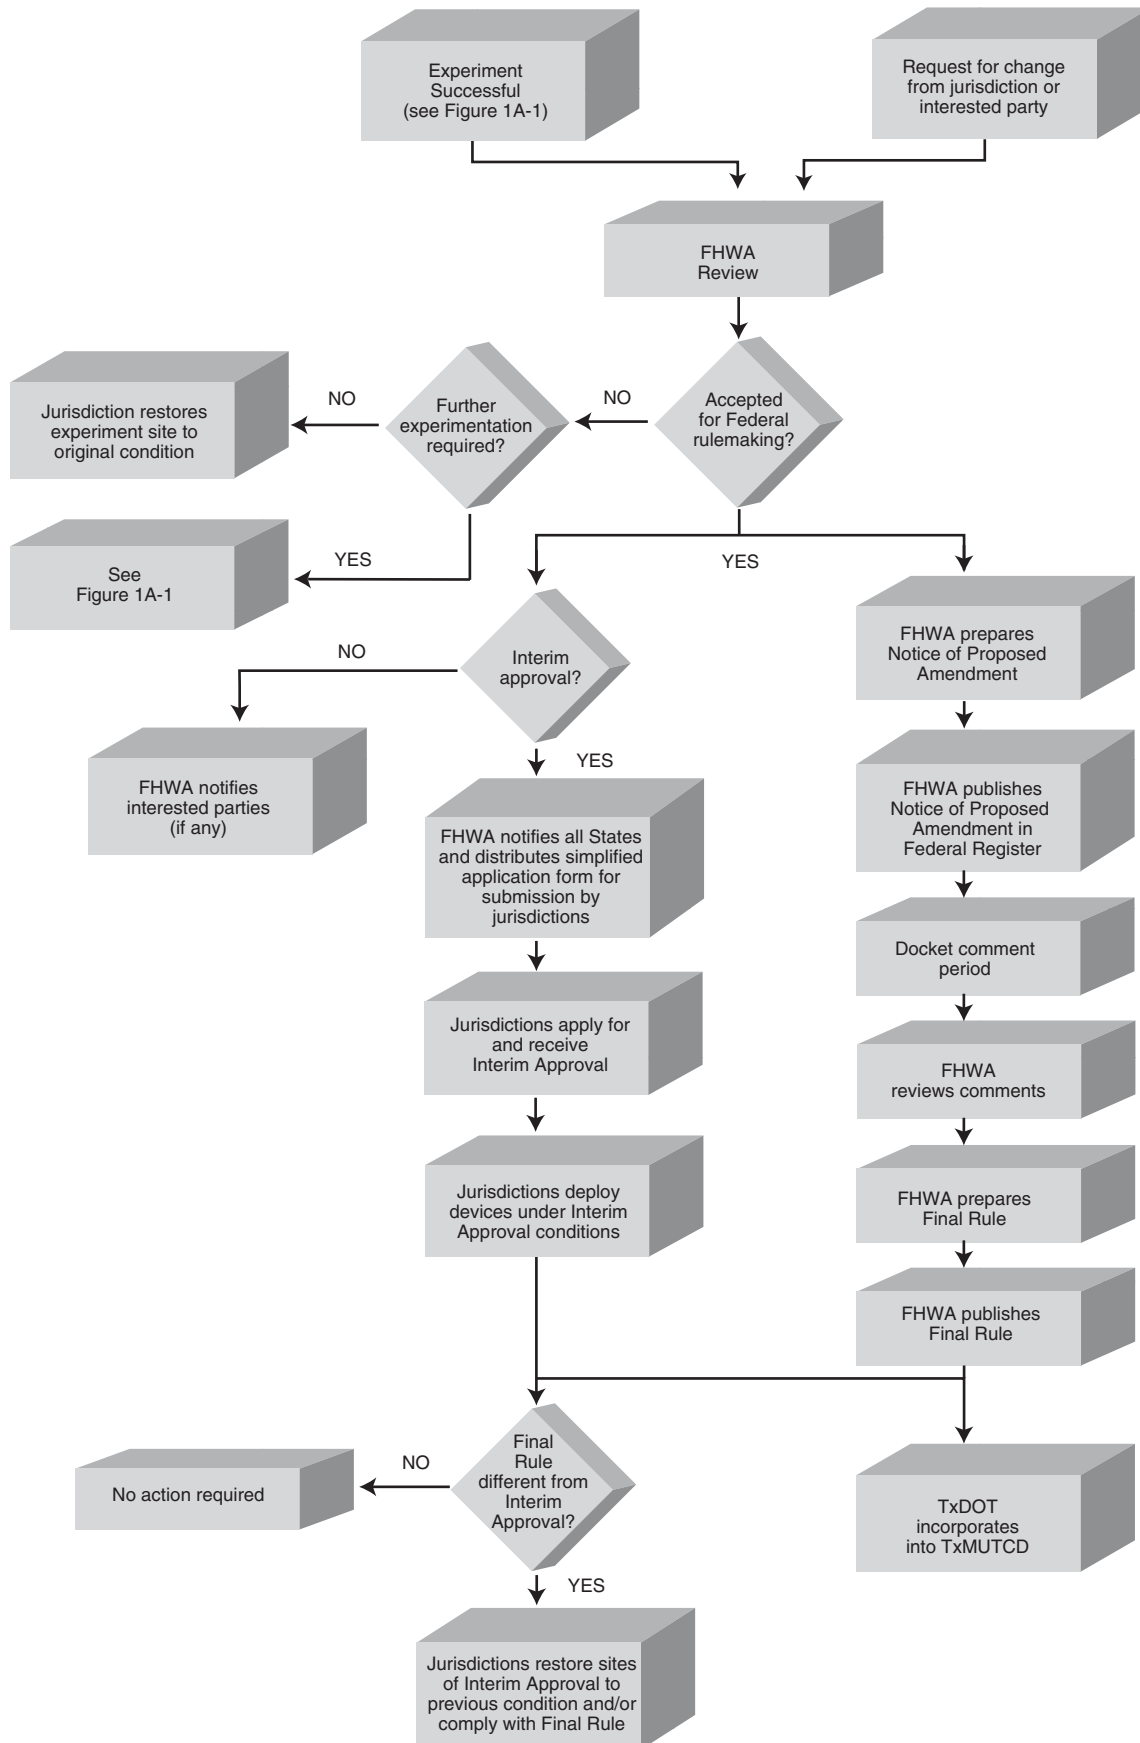 Experiment
Successful
(see Figure 1A-1)
Request for change
from jurisdiction or
interested party
FHWA
Review
Accepted
for Federal
rulemaking?
NO
Further
experimentation
required?
NO
Jurisdiction restores
experiment site to
original condition
YES
See
Figure 1A-1
YES
Interim
approval?
NO
FHWA notifies
interested parties
(if any)
YES
FHWA notifies all States
and distributes simplified
application form for
submission by
jurisdictions
Jurisdictions apply for
and receive
Interim Approval
Jurisdictions deploy
devices under Interim
Approval conditions
FHWA prepares
Notice of Proposed
Amendment
FHWA publishes
Notice of Proposed
Amendment in
Federal Register
Docket comment
period
FHWA
reviews comments
FHWA prepares
Final Rule
FHWA publishes
Final Rule
Final
Rule
different from
Interim
Approval?
NO
No action required
TxDOT
incorporates
into TxMUTCD
YES
Jurisdictions restore sites
of Interim Approval to
previous condition and/or
comply with Final Rule